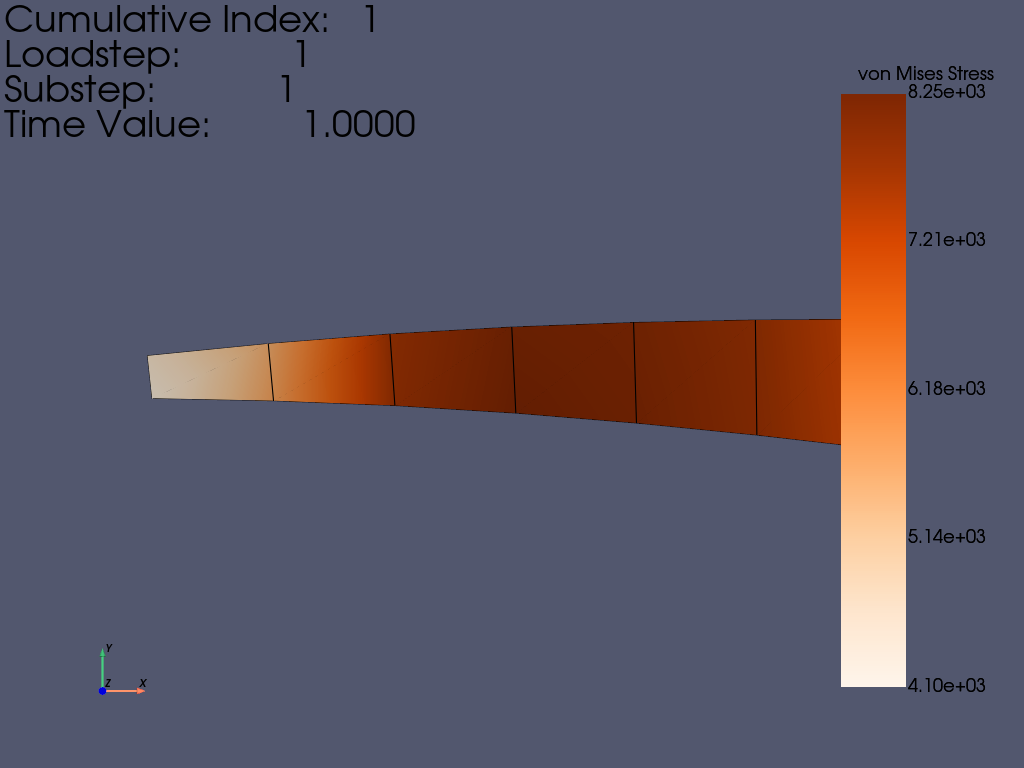 Cumulative Index: 1
Loadstep: 1
Substep: 1
Time Value: 1.0000
von Mises Stress
8.25e+03
7.21e+03
6.18e+03
5.14e+03
4.10e+03
Y
Z X